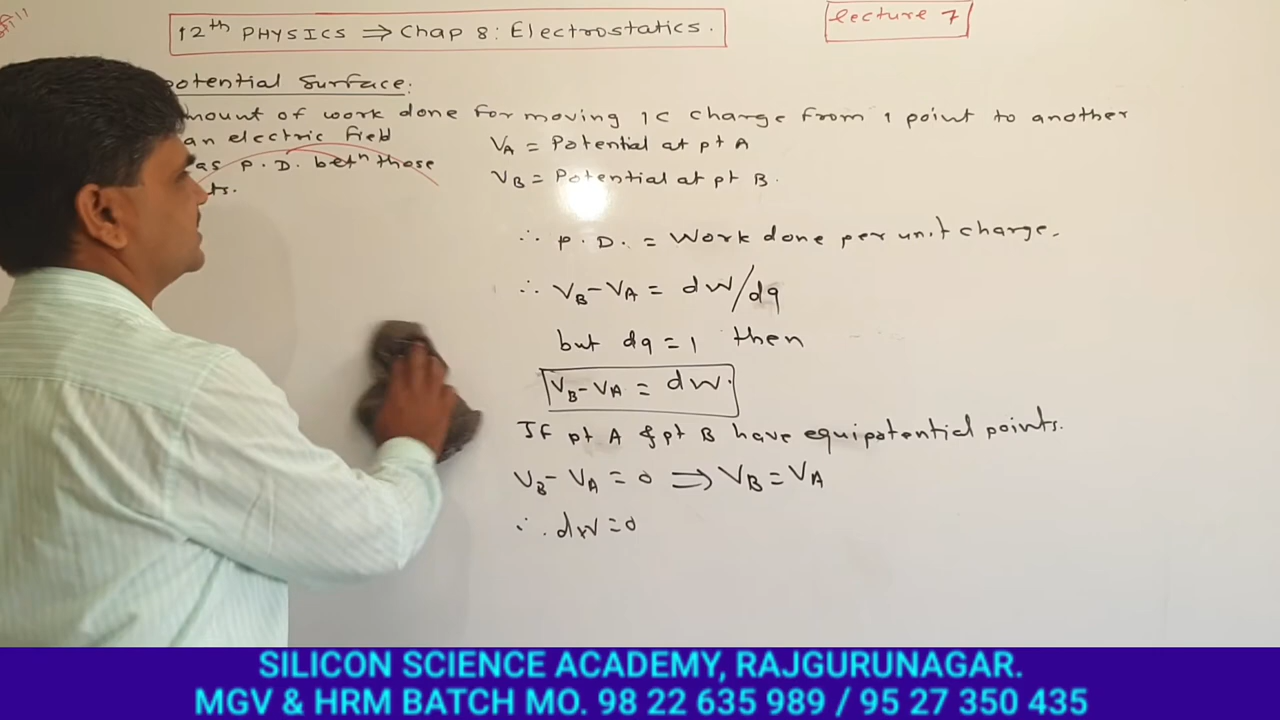 12th PHYSICS ⇒ Chap 8: Electrostatics.
lecture 7
potential Surface:
mount of work done for moving 1C charge from 1 point to another
an electric field
as P.D. betn those
ts.
VA = Potential at pt A
VB = Potential at pt B.
∴ P.D. = Work done per unit charge.
∴ VB - VA = dW/dq
but dq = 1 then
VB - VA = dW.
If pt A & pt B have equipotential points.
VB - VA = 0 ⇒ VB = VA
∴ dW = 0
SILICON SCIENCE ACADEMY, RAJGURUNAGAR.
MGV & HRM BATCH MO. 98 22 635 989 / 95 27 350 435